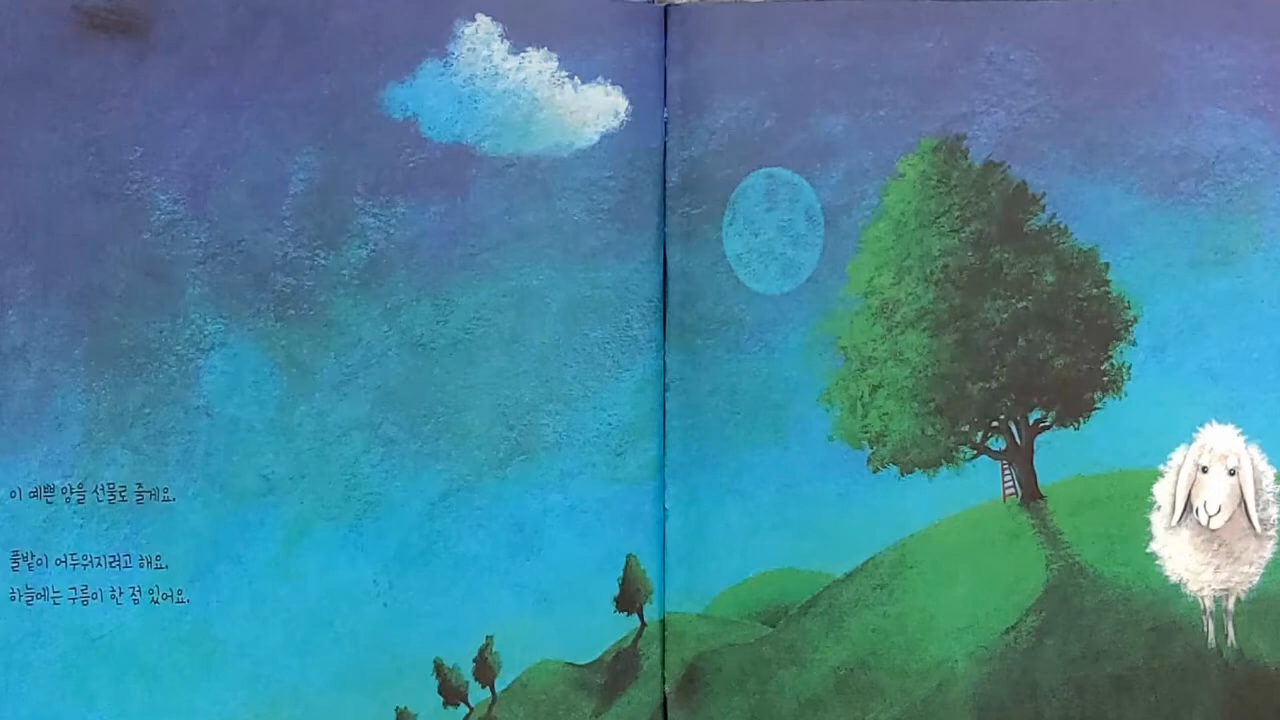 이 예쁜 양을 선물로 줄게요.
풀밭이 어두워지려고 해요.
하늘에는 구름이 한 점 있어요.